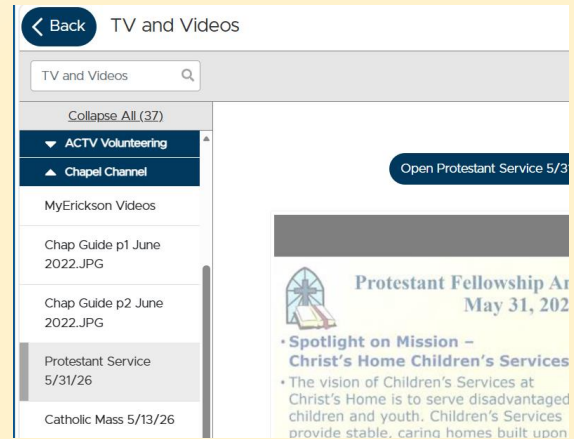 Back
TV and Videos
TV and Videos
Collapse All (37)
ACTV Volunteering
Chapel Channel
MyErickson Videos
Chap Guide p1 June
2022.JPG
Chap Guide p2 June
2022.JPG
Protestant Service
5/31/26
Catholic Mass 5/13/26
Open Protestant Service 5/31
Protestant Fellowship An
May 31, 202
• Spotlight on Mission –
Christ's Home Children's Services
• The vision of Children's Services at
Christ's Home is to serve disadvantaged
children and youth. Children's Services
provide stable, caring homes built upon